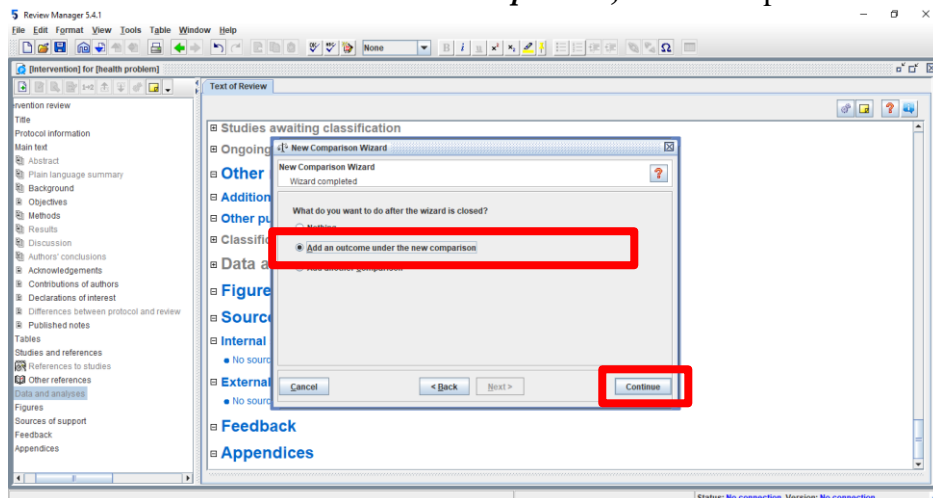 Review Manager 5.4.1
File Edit Format View Tools Table Window Help
None
[Intervention] for [health problem]
Text of Review
rvention review
Title
Protocol information
Main text
Abstract
Plain language summary
Background
Objectives
Methods
Results
Discussion
Authors' conclusions
Acknowledgements
Contributions of authors
Declarations of interest
Differences between protocol and review
Published notes
Tables
Studies and references
References to studies
Other references
Data and analyses
Figures
Sources of support
Feedback
Appendices
Studies awaiting classification
Ongoing
Other
Addition
Other pu
Classific
Data a
Figure
Source
Internal
No sourc
External
No sourc
Feedback
Appendices
New Comparison Wizard
New Comparison Wizard
Wizard completed
What do you want to do after the wizard is closed?
Add an outcome under the new comparison
Cancel < Back Next > Continue
Status: No connection Version: No connection